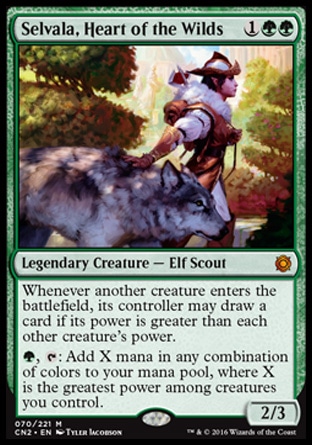 Selvala, Heart of the Wilds 1
Legendary Creature — Elf Scout
Whenever another creature enters the
battlefield, its controller may draw a
card if its power is greater than each
other creature's power.
, : Add X mana in any combination
of colors to your mana pool, where X
is the greatest power among creatures
you control.
2/3
070/221 M
CN2 • EN Tyler Jacobson
™ & © 2016 Wizards of the Coast